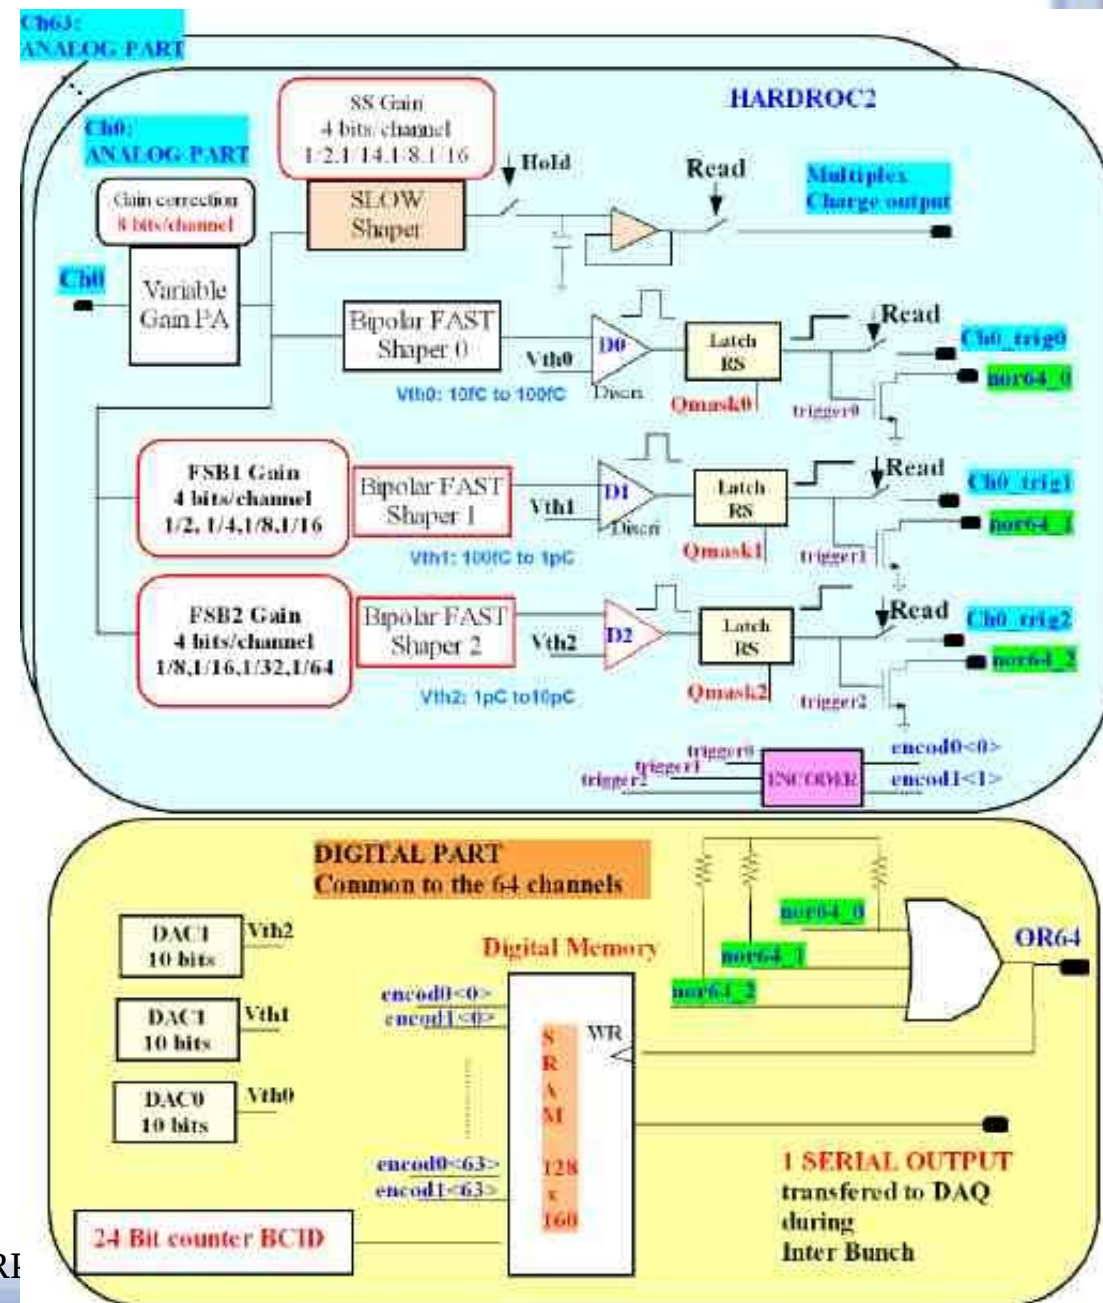 Ch63:
ANALOG PART
HARDROC2
SS Gain
4 bits/channel
1/2,1/14,1/8,1/16
Ch0:
ANALOG PART
Gain correction
8 bits/channel
SLOW
Shaper
Hold
Read
Multiplex
Charge output
Ch0
Variable
Gain PA
Bipolar FAST
Shaper 0
Vth0
D0
Discri
Latch
RS
Read
Ch0_trig0
nor64_0
Vth0: 10fC to 100fC
Qmask0
trigger0
FSB1 Gain
4 bits/channel
1/2, 1/4,1/8,1/16
Bipolar FAST
Shaper 1
Vth1
D1
Discri
Latch
RS
Read
Ch0_trig1
nor64_1
Vth1: 100fC to 1pC
Qmask1
trigger1
FSB2 Gain
4 bits/channel
1/8,1/16,1/32,1/64
Bipolar FAST
Shaper 2
Vth2
D2
Latch
RS
Read
Ch0_trig2
nor64_2
Vth2: 1pC to10pC
Qmask2
trigger2
trigger0
trigger1
trigger2
ENCODER
encod0<0>
encod1<1>
DIGITAL PART
Common to the 64 channels
DAC1
10 bits
Vth2
DAC1
10 bits
Vth1
DAC0
10 bits
Vth0
Digital Memory
encod0<0>
encod1<0>
encod0<63>
encod1<63>
SRAM
128
x
160
WR
nor64_0
nor64_1
nor64_2
OR64
24 Bit counter BCID
1 SERIAL OUTPUT
transfered to DAQ
during
Inter Bunch